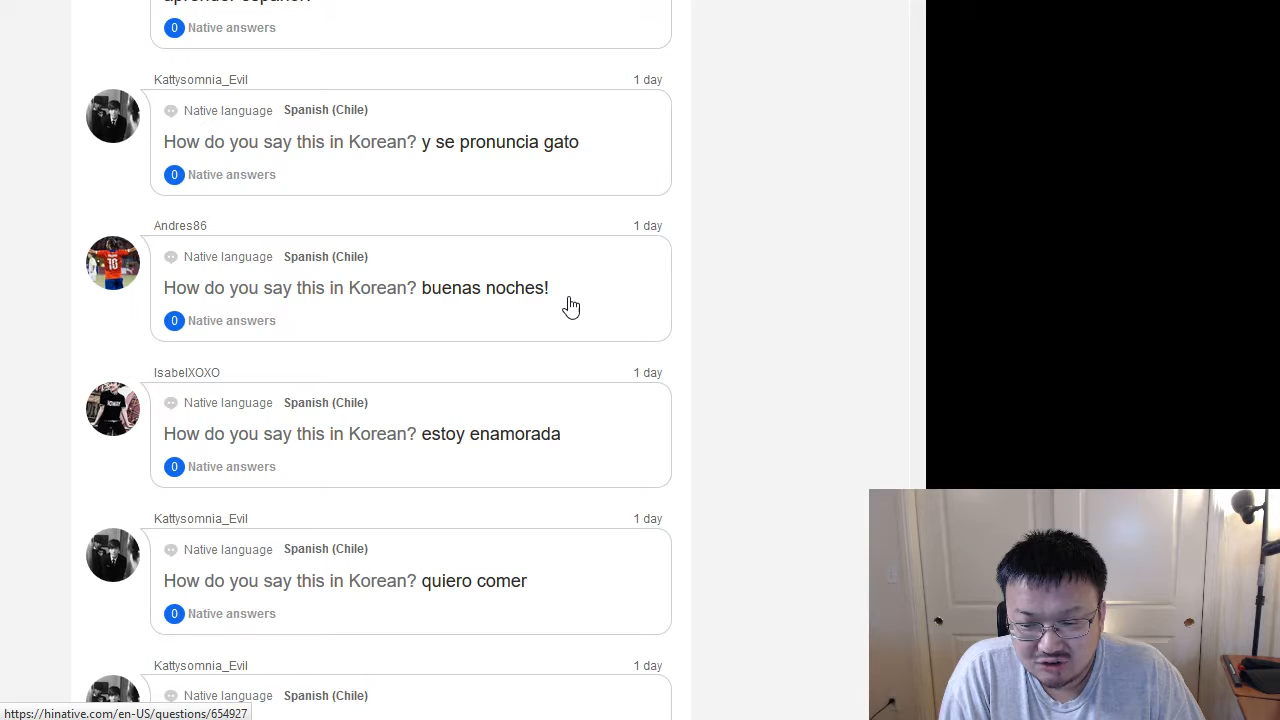 aprender español?
0 Native answers
Kattysomnia_Evil 1 day
Native language Spanish (Chile)
How do you say this in Korean? y se pronuncia gato
0 Native answers
Andres86 1 day
Native language Spanish (Chile)
How do you say this in Korean? buenas noches!
0 Native answers
IsabelXOXO 1 day
Native language Spanish (Chile)
How do you say this in Korean? estoy enamorada
0 Native answers
Kattysomnia_Evil 1 day
Native language Spanish (Chile)
How do you say this in Korean? quiero comer
0 Native answers
Kattysomnia_Evil 1 day
Native language Spanish (Chile)
https://hinative.com/en-US/questions/654927